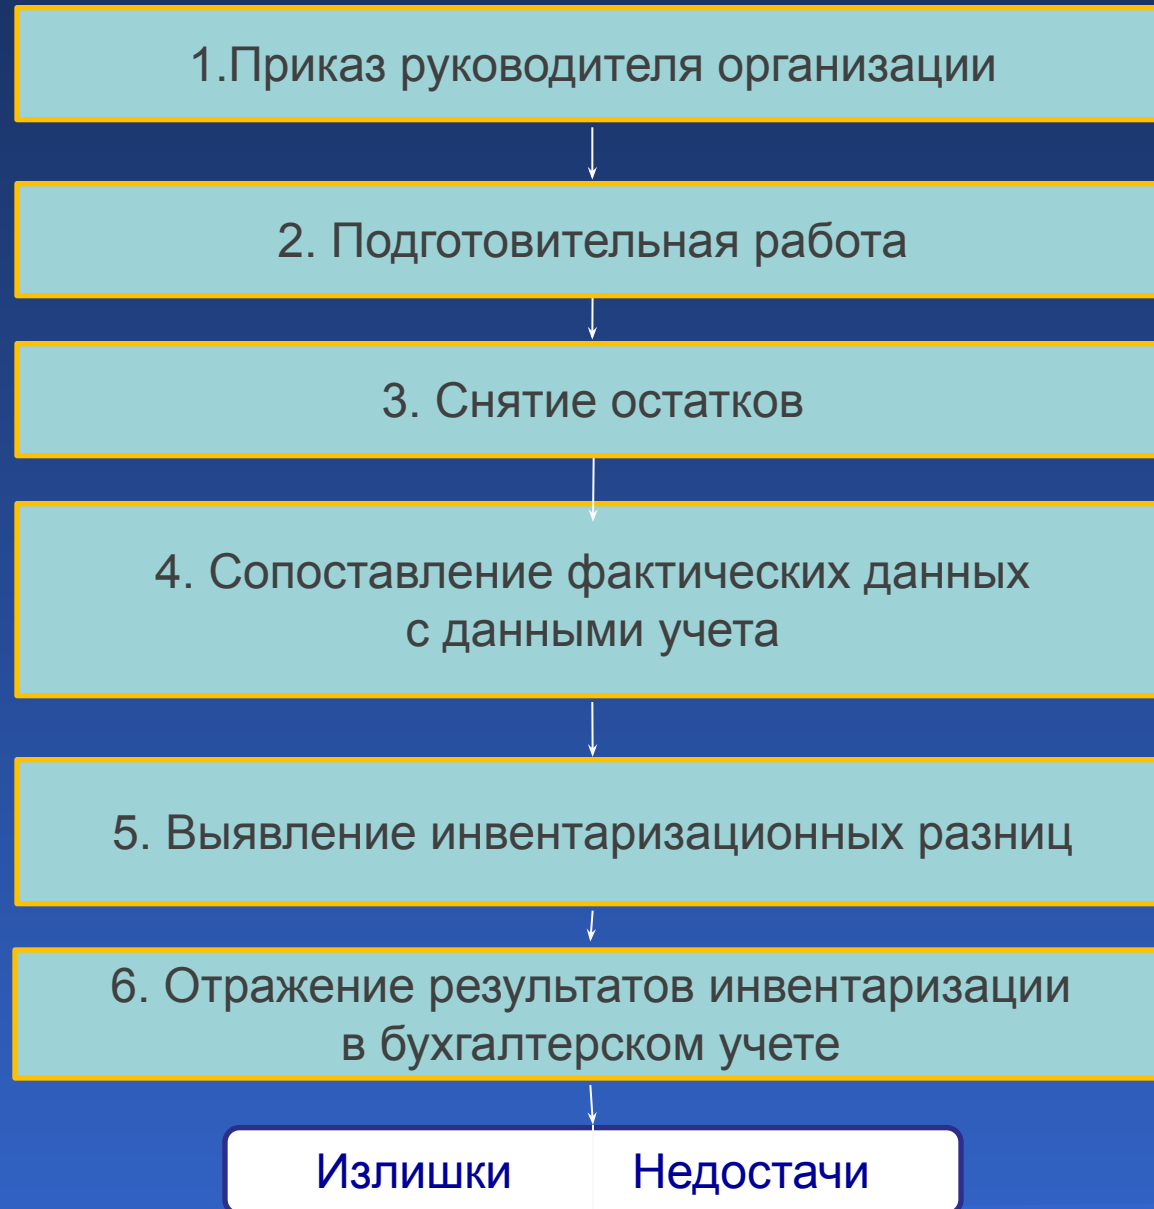 1.Приказ руководителя организации
2. Подготовительная работа
3. Снятие остатков
4. Сопоставление фактических данных
с данными учета
5. Выявление инвентаризационных разниц
6. Отражение результатов инвентаризации
в бухгалтерском учете
Излишки Недостачи